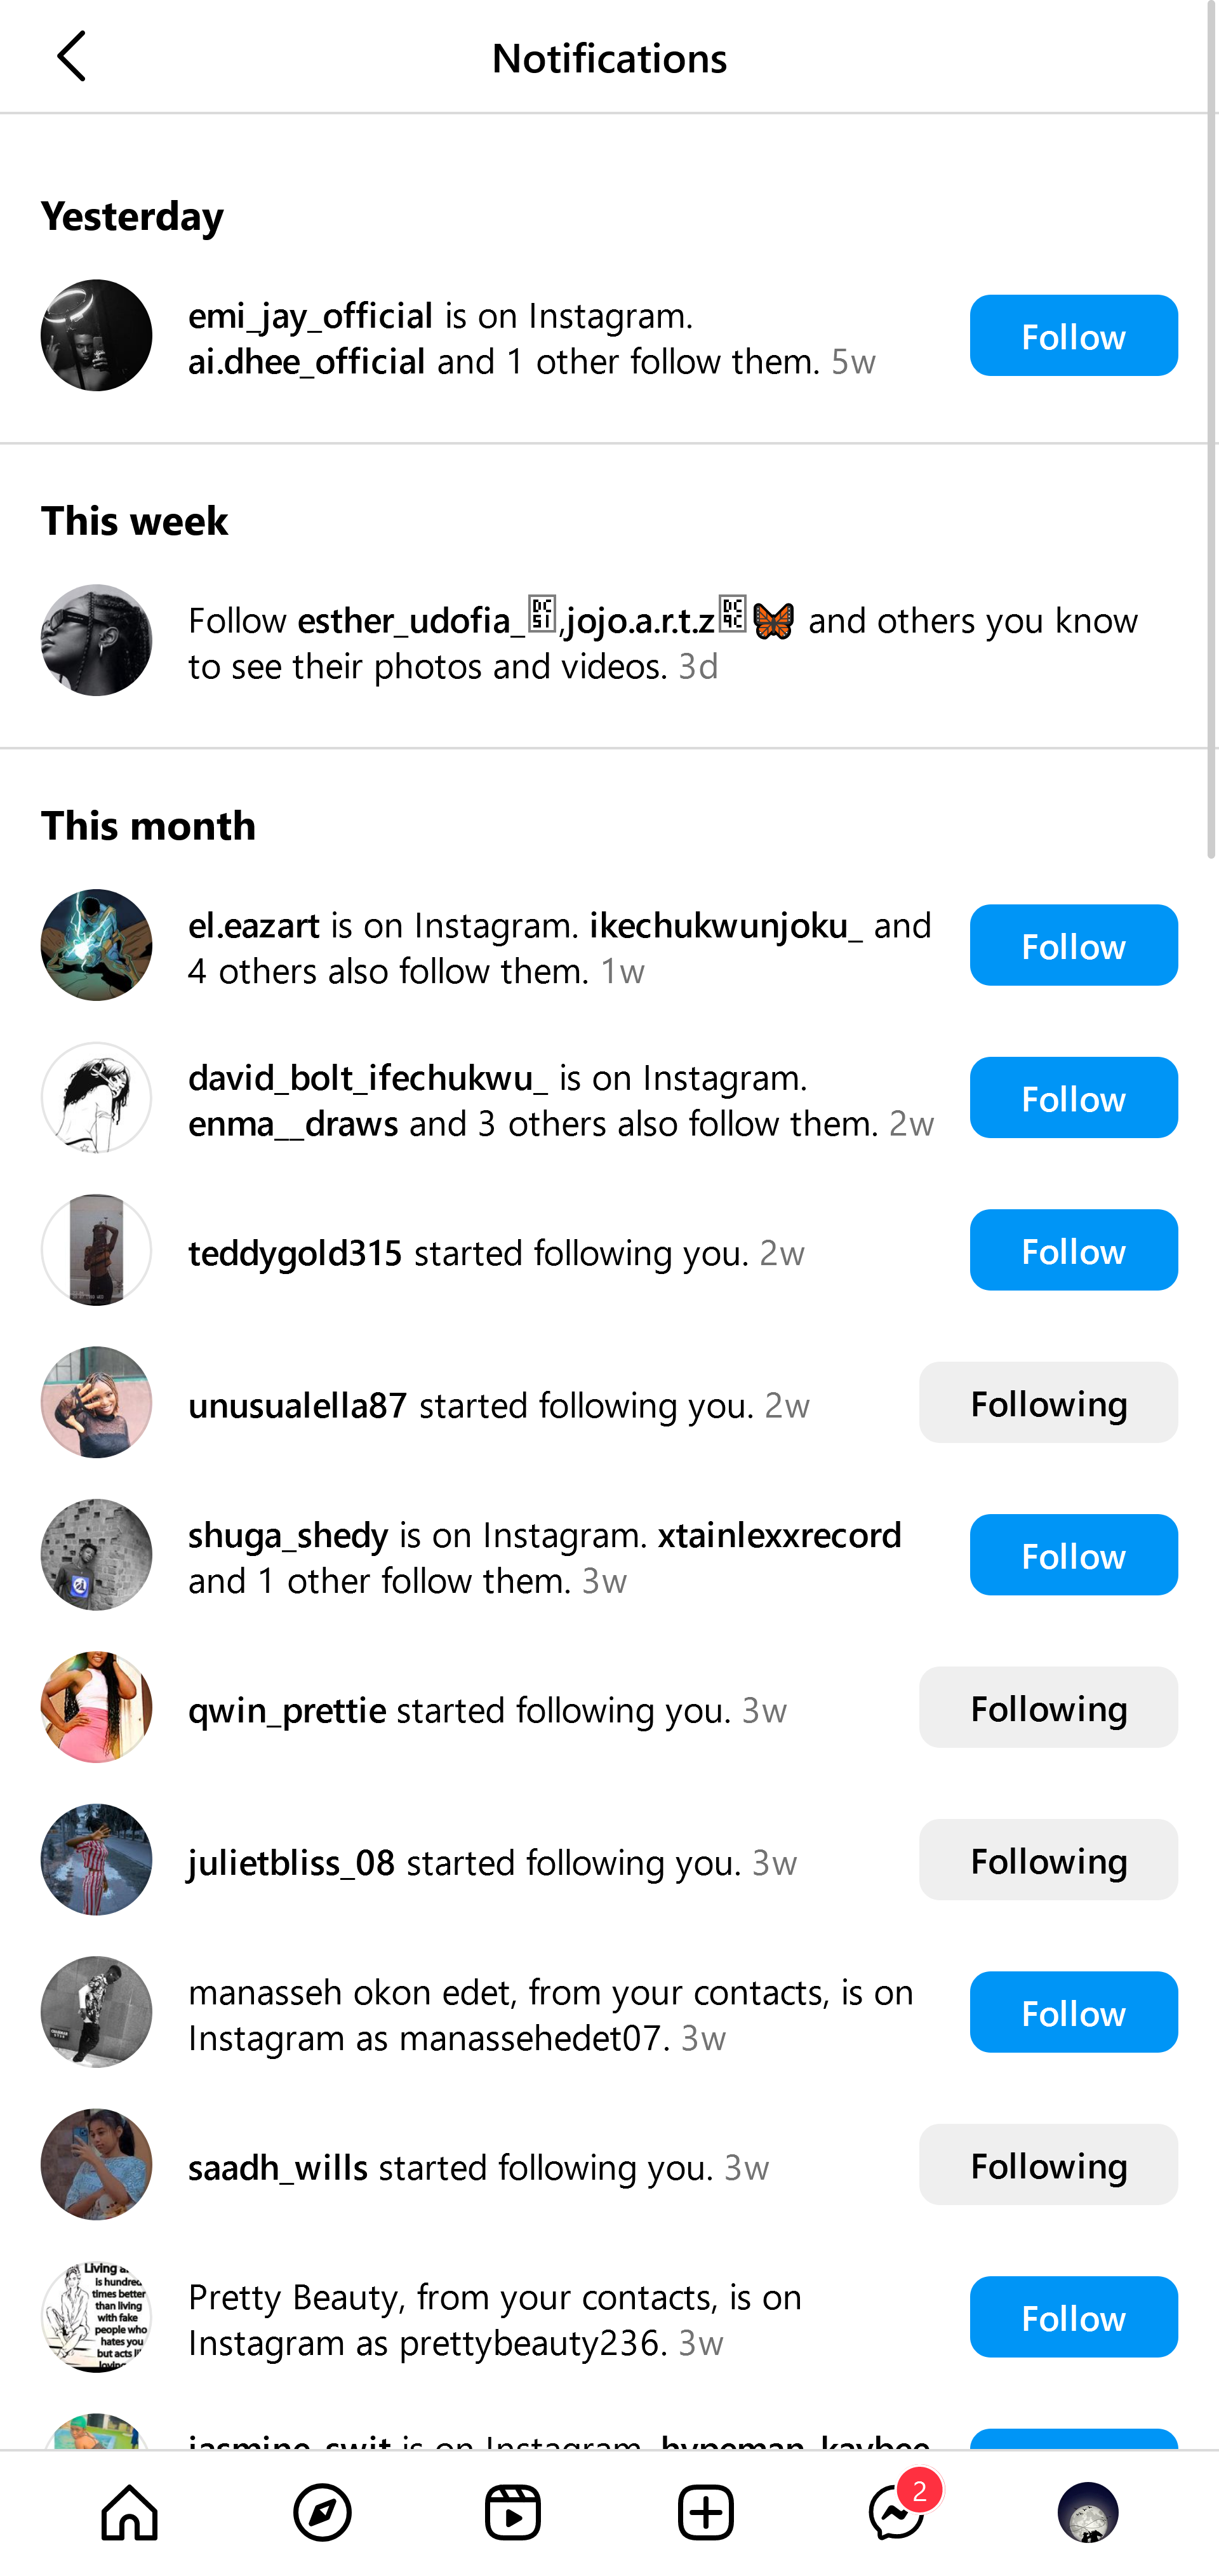 Notifications
Yesterday
emi_jay_official is on Instagram.
ai.dhee_official and 1 other follow them. 5w
Follow
This week
Follow esther_udofia_,jojo.a.r.t.z🦋 and others you know
to see their photos and videos. 3d
This month
el.eazart is on Instagram. ikechukwunjoku_ and
4 others also follow them. 1w
Follow
david_bolt_ifechukwu_ is on Instagram.
enma__draws and 3 others also follow them. 2w
Follow
teddygold315 started following you. 2w
Follow
unusualella87 started following you. 2w
Following
shuga_shedy is on Instagram. xtainlexxrecord
and 1 other follow them. 3w
Follow
qwin_prettie started following you. 3w
Following
julietbliss_08 started following you. 3w
Following
manasseh okon edet, from your contacts, is on
Instagram as manassehedet07. 3w
Follow
saadh_wills started following you. 3w
Following
Living
is hundred
times better
than living
with fake
people who
hates you
but acts
loving
Pretty Beauty, from your contacts, is on
Instagram as prettybeauty236. 3w
Follow
jasmine_swit is on Instagram. hypeman_kaybee
2